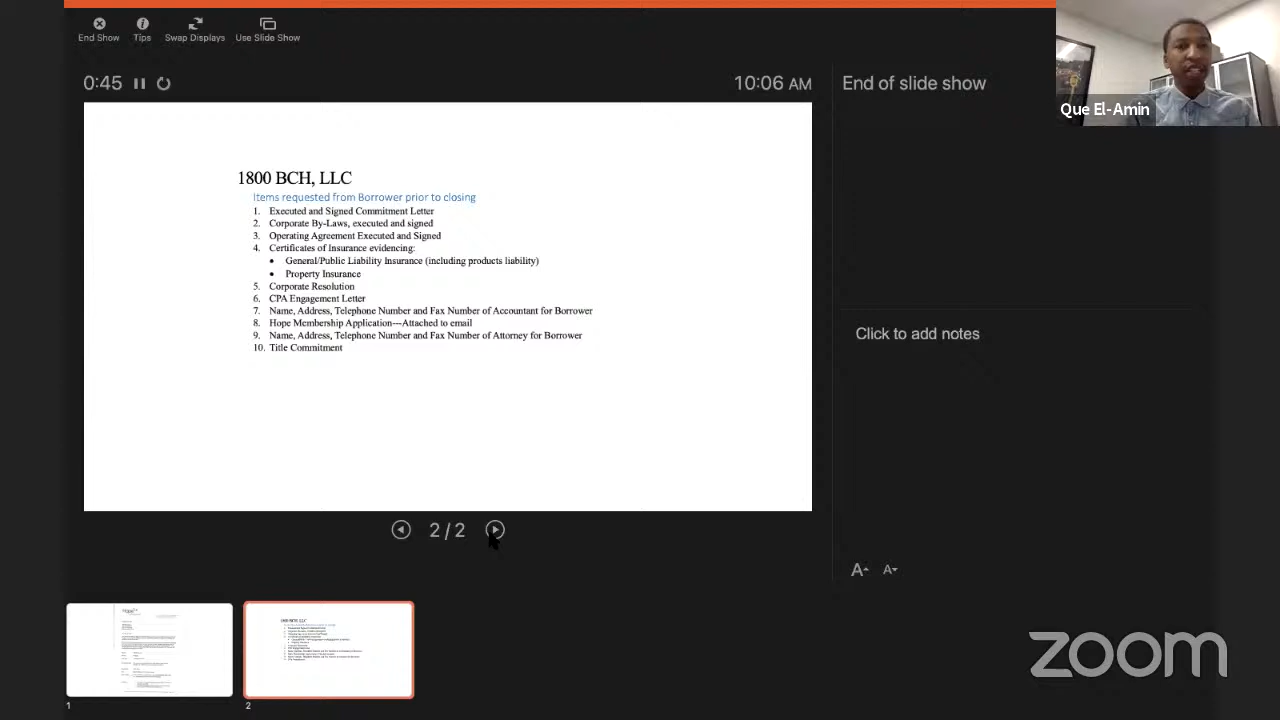 End Show
Tips
Swap Displays
Use Slide Show
0:45
10:06 AM
End of slide show
Que El-Amin
1800 BCH, LLC
Items requested from Borrower prior to closing
1. Executed and Signed Commitment Letter
2. Corporate By-Laws, executed and signed
3. Operating Agreement Executed and Signed
4. Certificates of Insurance evidencing:
• General/Public Liability Insurance (including products liability)
• Property Insurance
5. Corporate Resolution
6. CPA Engagement Letter
7. Name, Address, Telephone Number and Fax Number of Accountant for Borrower
8. Hope Membership Application---Attached to email
9. Name, Address, Telephone Number and Fax Number of Attorney for Borrower
10. Title Commitment
Click to add notes
2 / 2
A A
1800 BCH, LLC
1
2
zoom